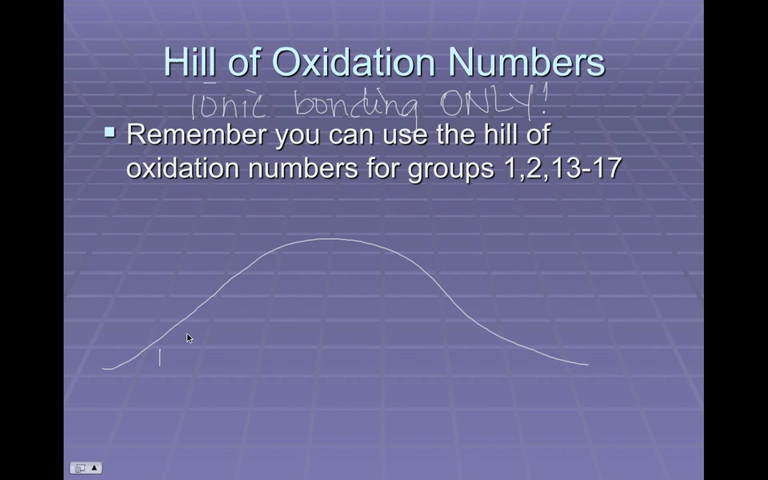 Hill of Oxidation Numbers
Ionic bonding ONLY!
Remember you can use the hill of
oxidation numbers for groups 1,2,13-17
1